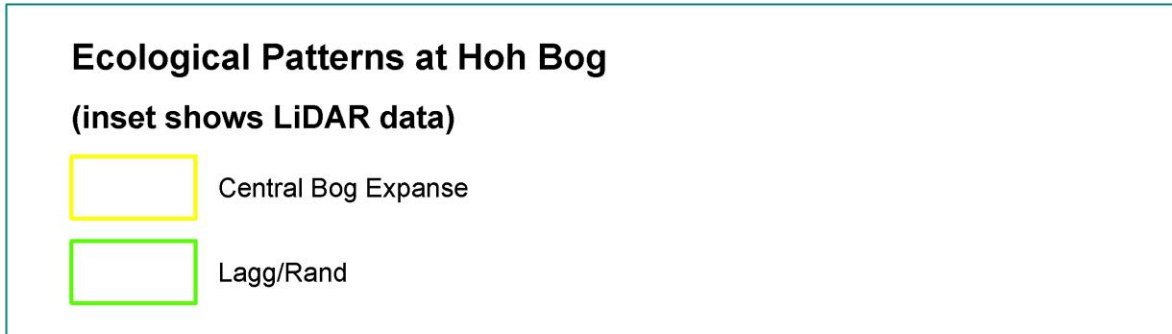 Ecological Patterns at Hoh Bog
(inset shows LiDAR data)
Central Bog Expanse
Lagg/Rand